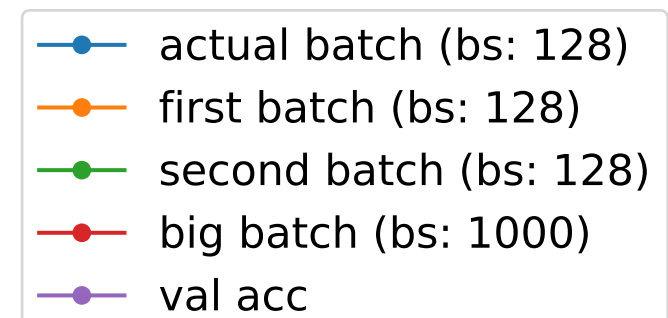 actual batch (bs: 128)
first batch (bs: 128)
second batch (bs: 128)
big batch (bs: 1000)
val acc